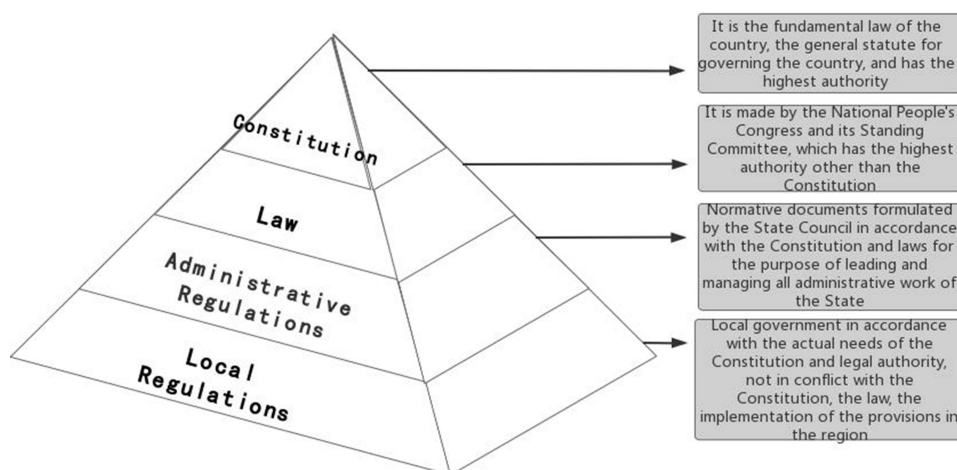 Constitution
Law
Administrative
Regulations
Local
Regulations
It is the fundamental law of the
country, the general statute for
governing the country, and has the
highest authority
It is made by the National People's
Congress and its Standing
Committee, which has the highest
authority other than the
Constitution
Normative documents formulated
by the State Council in accordance
with the Constitution and laws for
the purpose of leading and
managing all administrative work of
the State
Local government in accordance
with the actual needs of the
Constitution and legal authority,
not in conflict with the
Constitution, the law, the
implementation of the provisions in
the region